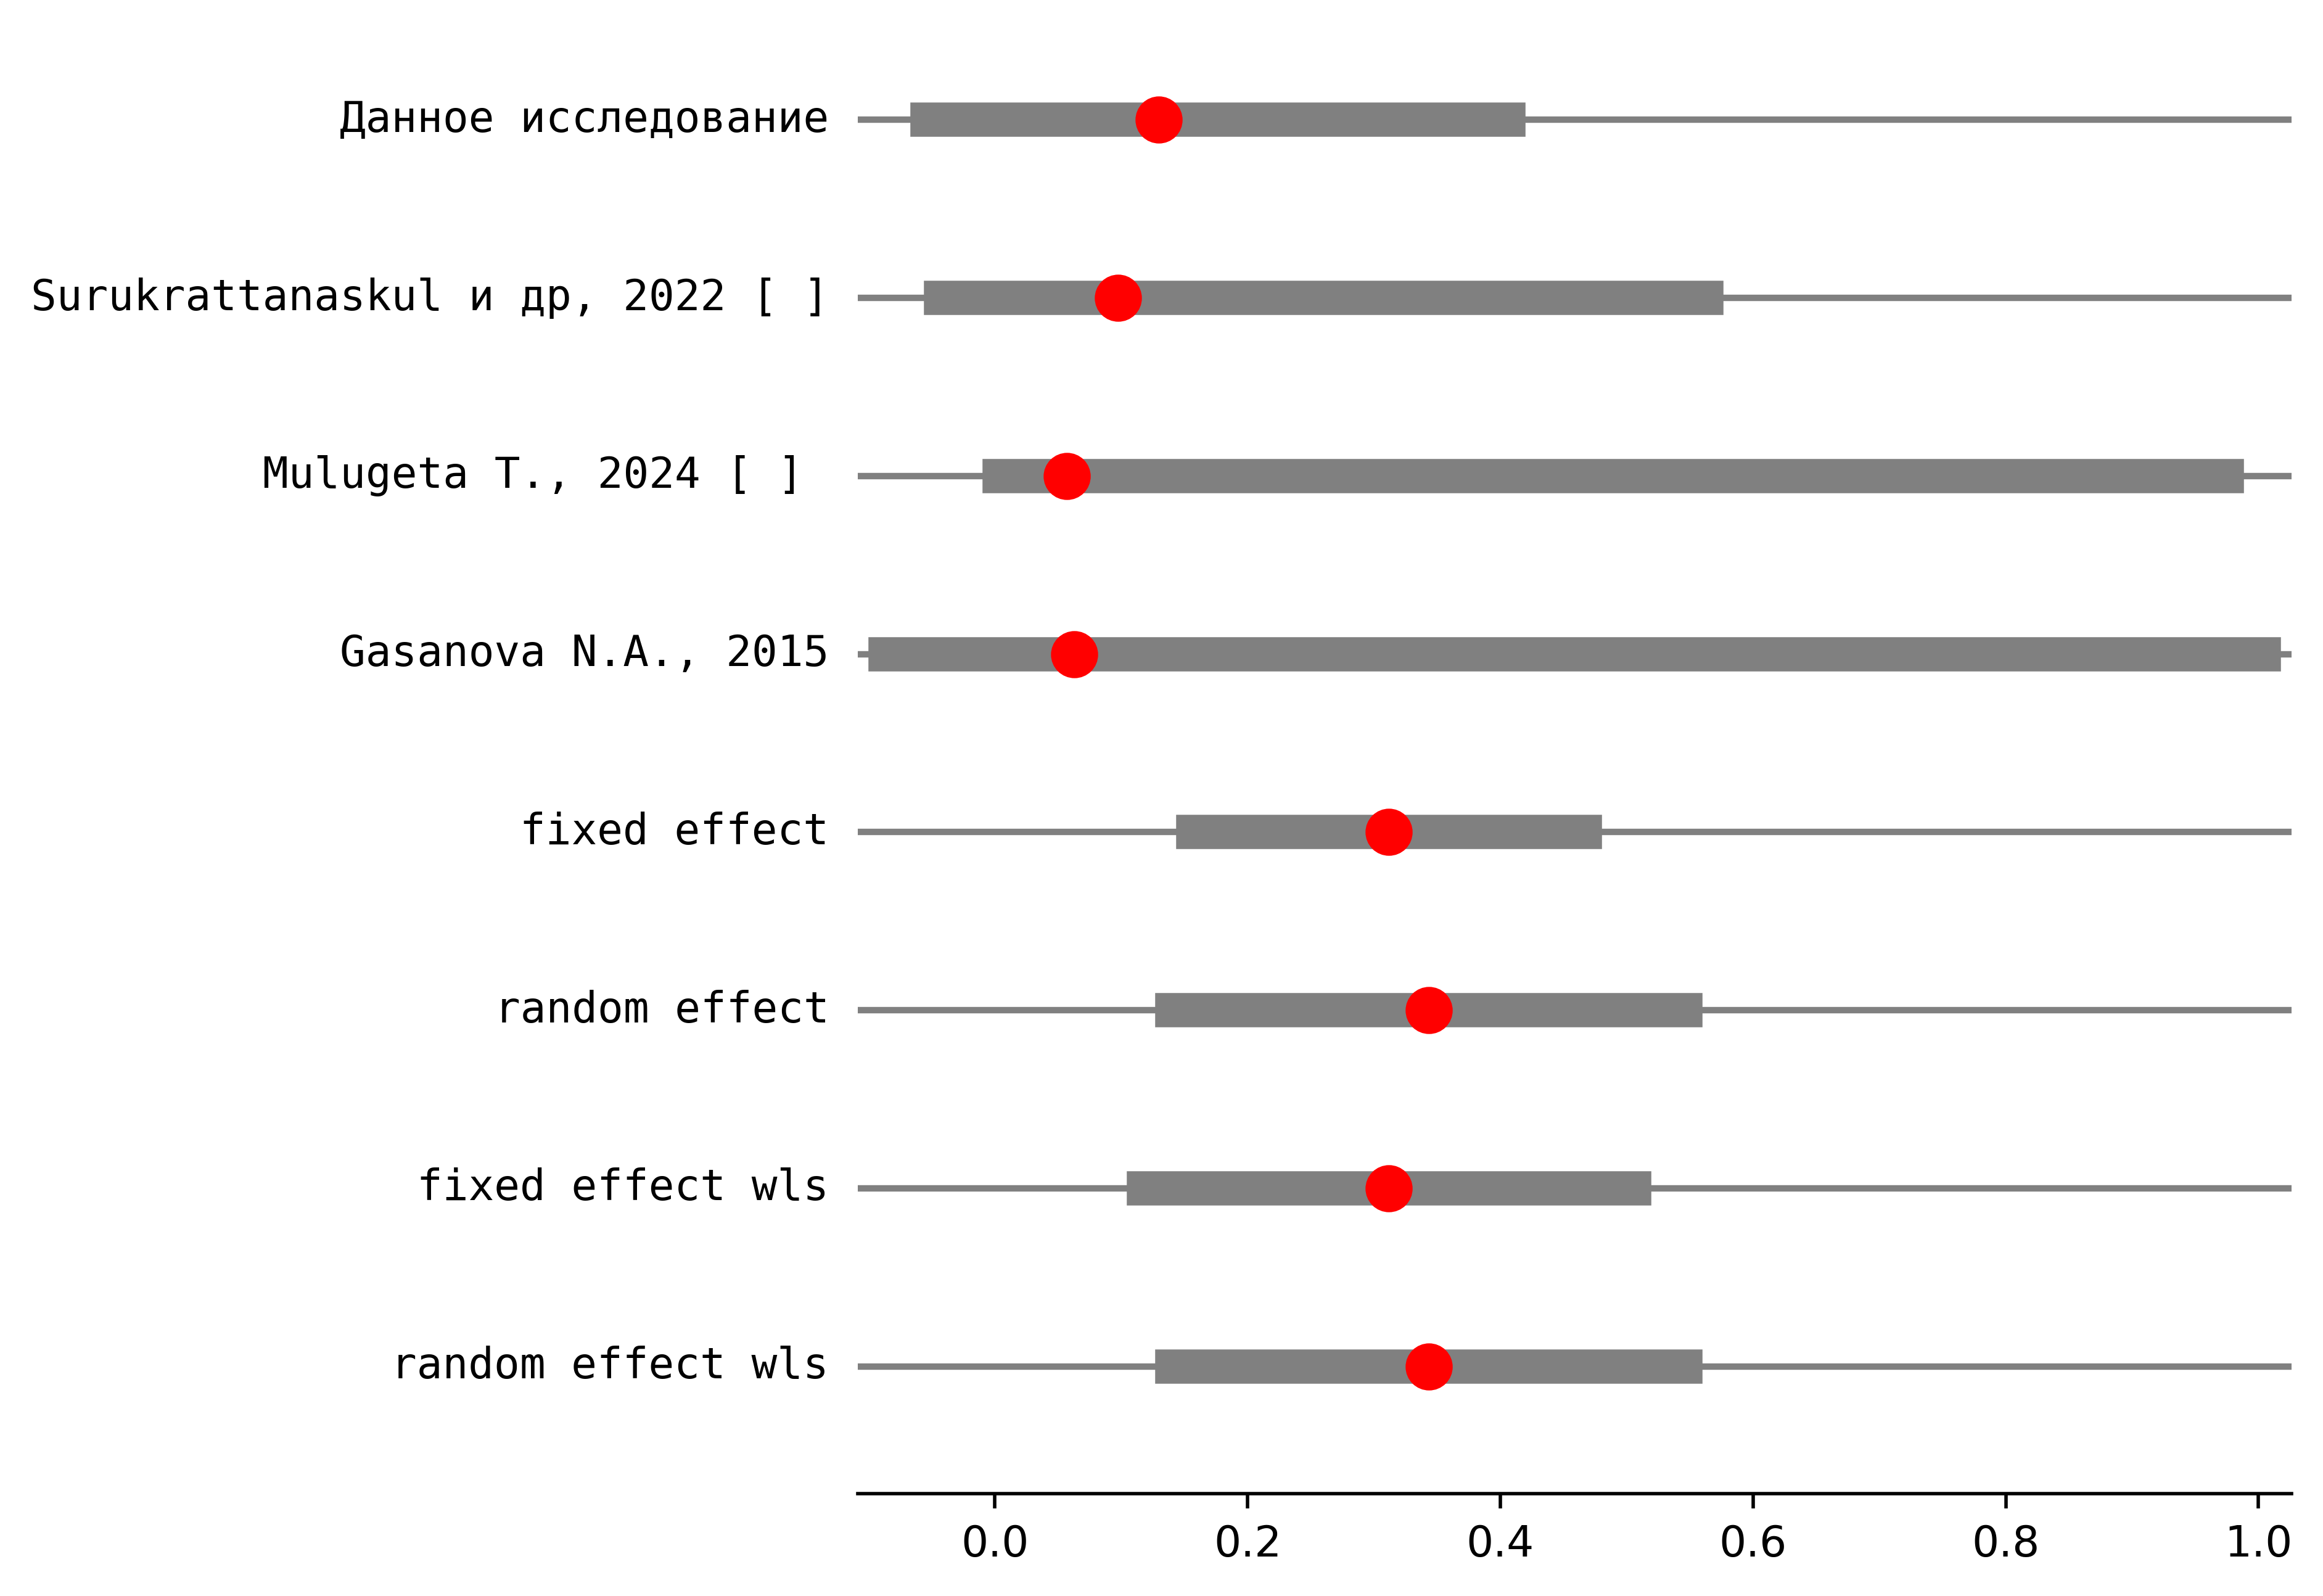 Данное исследование
Surukrattanaskul и др, 2022 [ ]
Mulugeta T., 2024 [ ]
Gasanova N.A., 2015
fixed effect
random effect
fixed effect wls
random effect wls
0.0 0.2 0.4 0.6 0.8 1.0